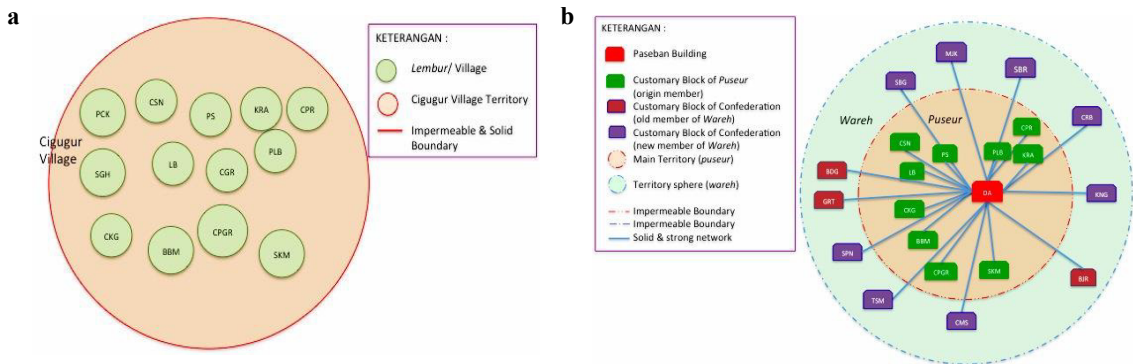 a
PCK
CSN
PS
KRA
CPR
PLB
Cigugur
Village
SGH
LB
CGR
CKG
BBM
CPGR
SKM
KETERANGAN :
Lembur/ Village
Cigugur Village Territory
Impermeable & Solid
Boundary
b
KETERANGAN :
Paseban Building
Customary Block of Puseur
(origin member)
Customary Block of Confederation
(old member of Wareh)
Customary Block of Confederation
(new member of Wareh)
Main Territory (puseur)
Territory sphere (wareh)
Impermeable Boundary
Impermeable Boundary
Solid & strong network
MJK
SBR
SBG
CRB
Wareh
Puseur
CPR
CSN
PS
PLB
KRA
LB
BDG
GRT
DA
KNG
CKG
BBM
SPN
CPGR
SKM
BJR
TSM
CMS